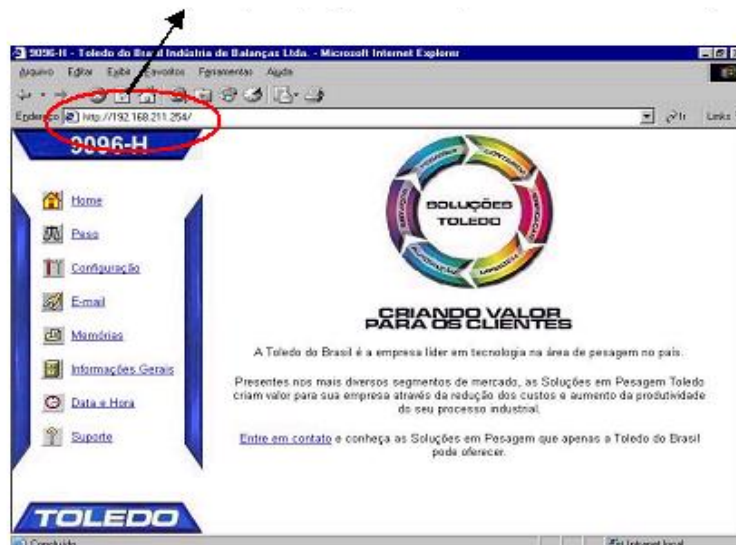 9096-H - Toledo do Brasil Indústria de Balanças Ltda. - Microsoft Internet Explorer
Arquivo Editar Exibir Favoritos Ferramentas Ajuda
Endereço http://192.168.211.254/ Ir Links
9096-H
Home
Peso
Configuração
E-mail
Memórias
Informações Gerais
Data e Hora
Suporte
TOLEDO
SOLUÇÕES
TOLEDO
CRIANDO VALOR
PARA OS CLIENTES
A Toledo do Brasil é a empresa líder em tecnologia na área de pesagem no país.
Presentes nos mais diversos segmentos de mercado, as Soluções em Pesagem Toledo
criam valor para sua empresa através da redução dos custos e aumento da produtividade
do seu processo industrial.
Entre em contato e conheça as Soluções em Pesagem que apenas a Toledo do Brasil
pode oferecer.
Concluído Intranet local